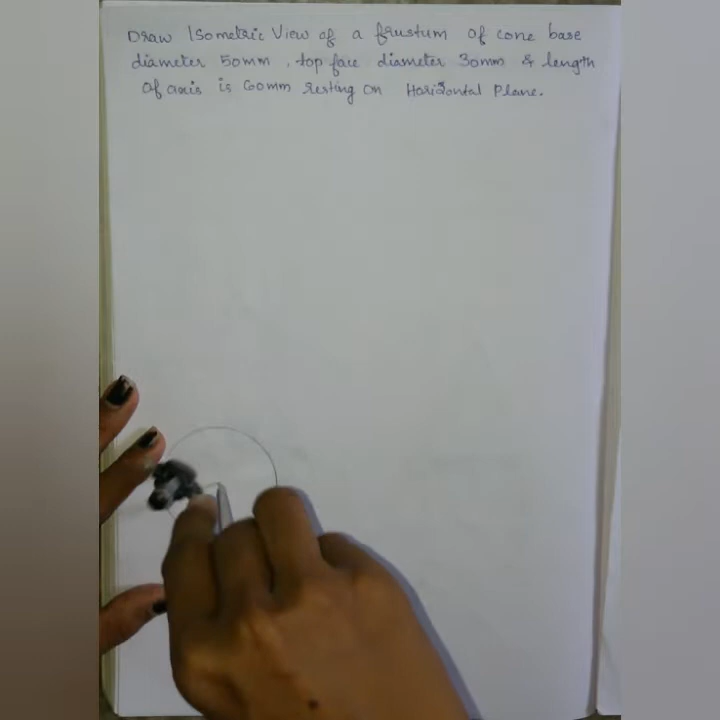 Draw Isometric View of a frustum of cone base
diameter 50mm , top face diameter 30mm & length
of axis is 60mm resting on Horizontal Plane.